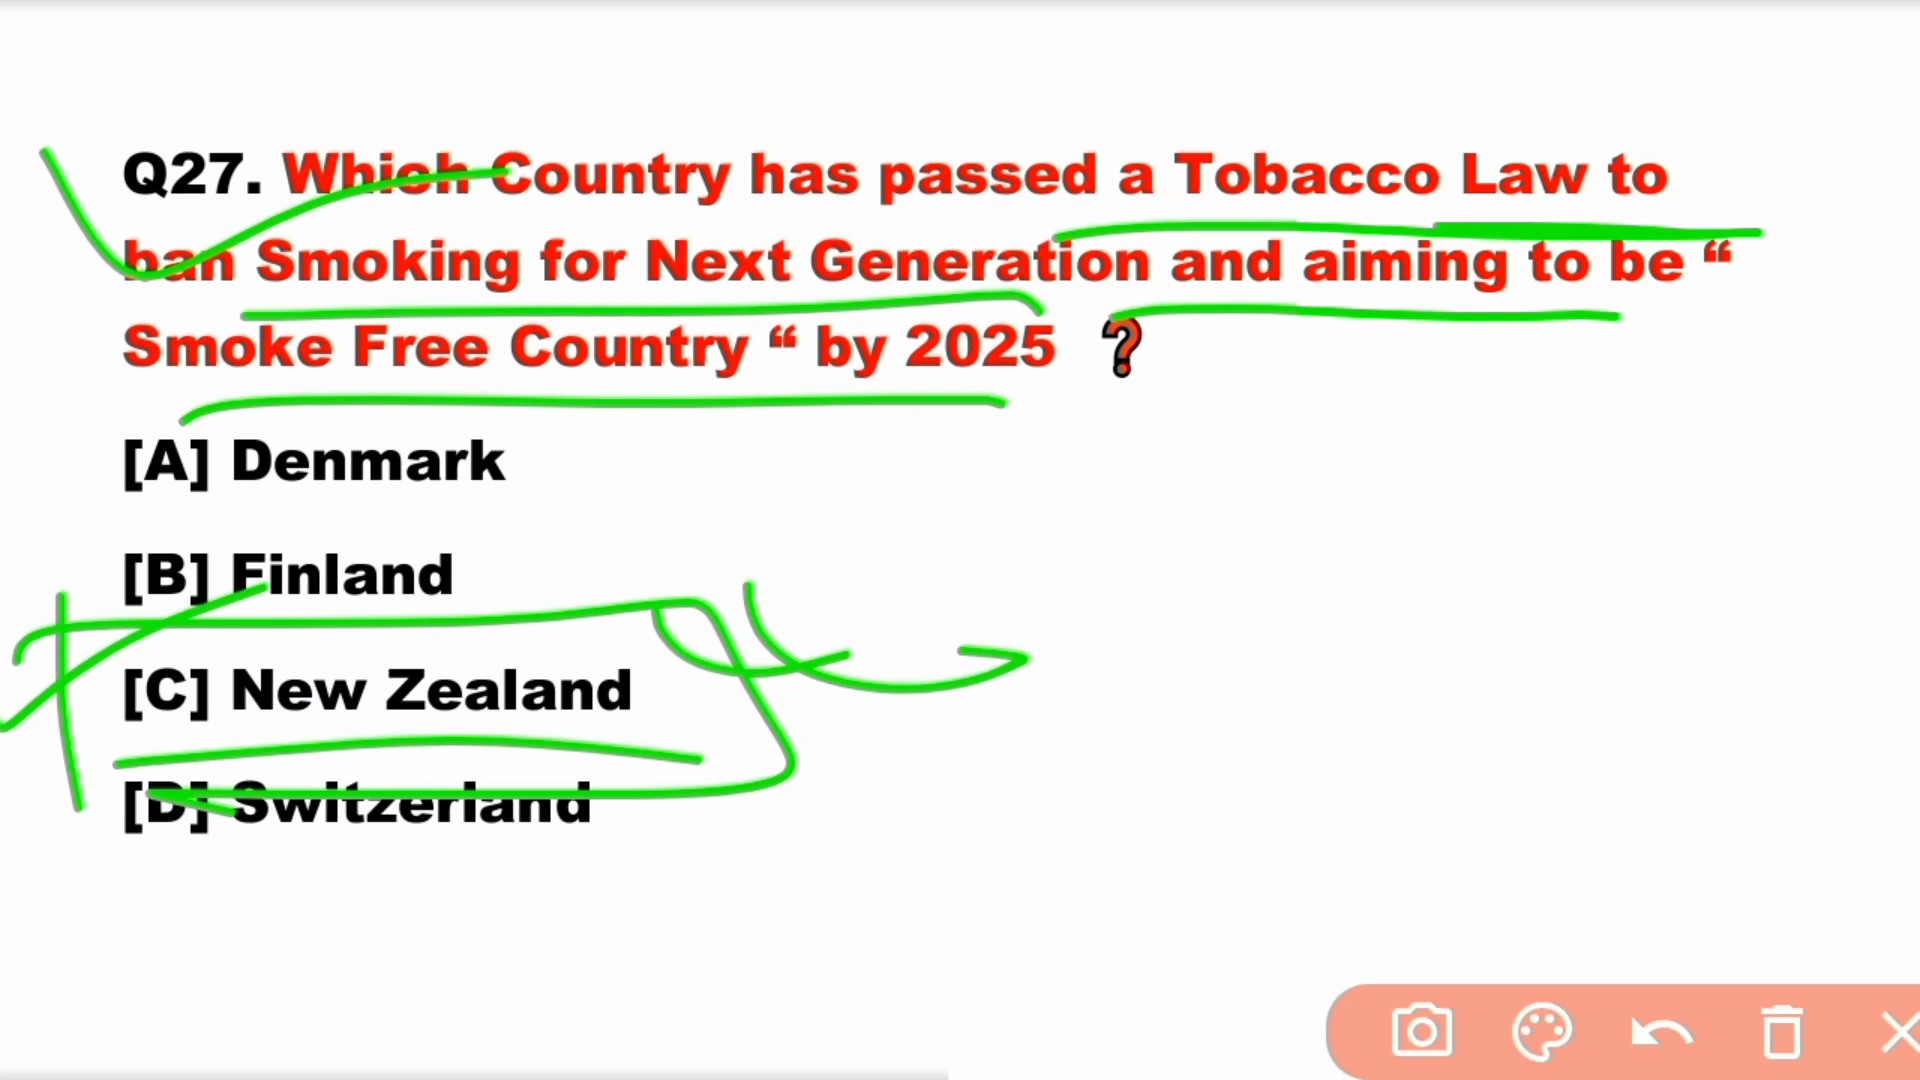 Q27. Which Country has passed a Tobacco Law to
ban Smoking for Next Generation and aiming to be “
Smoke Free Country “ by 2025 ❓
[A] Denmark
[B] Finland
[C] New Zealand
[D] Switzerland